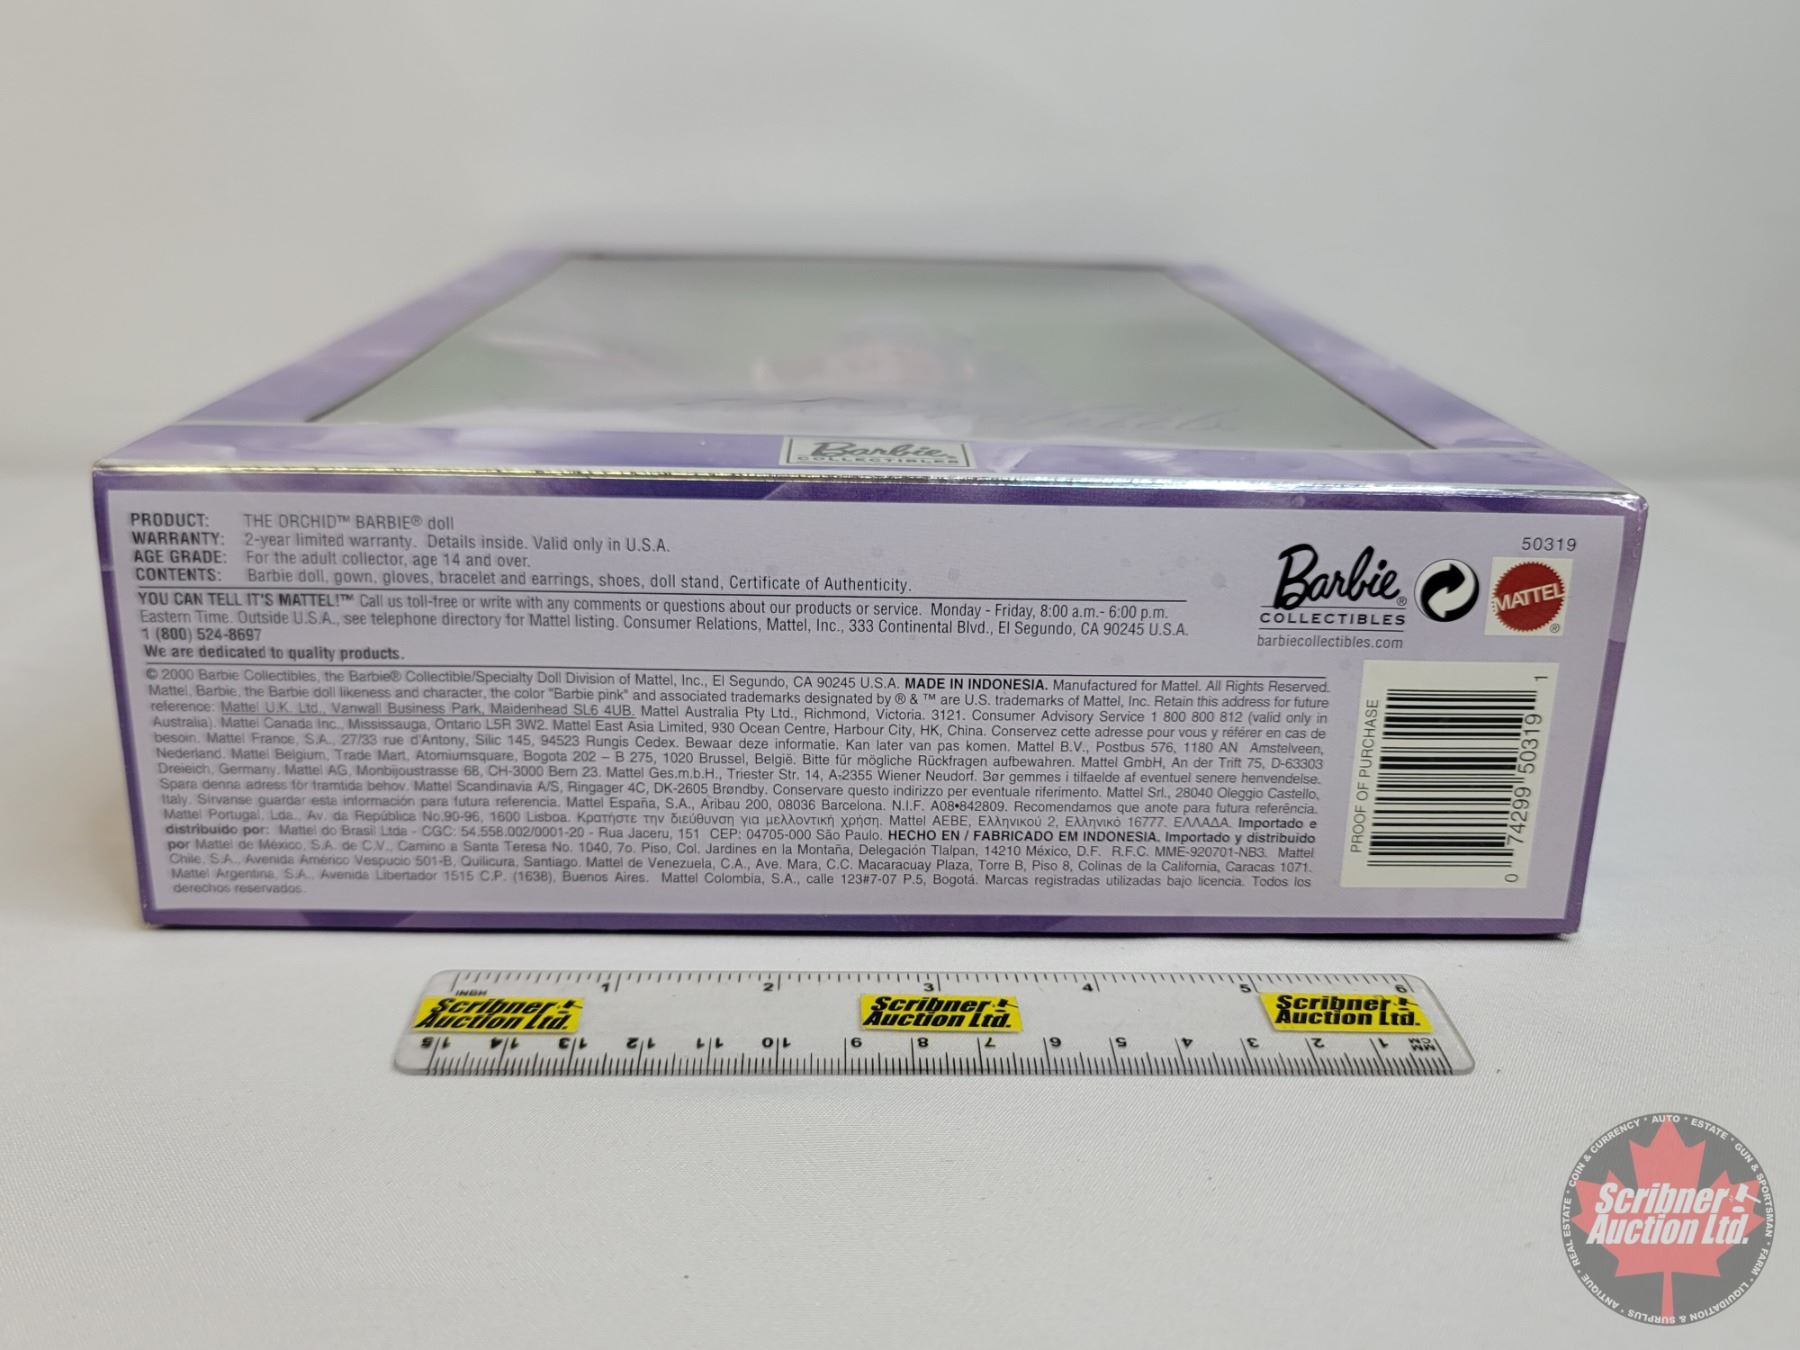 Barbie®
COLLECTIBLES
PRODUCT: THE ORCHID™ BARBIE® doll
WARRANTY: 2-year limited warranty. Details inside. Valid only in U.S.A.
AGE GRADE: For the adult collector, age 14 and over.
CONTENTS: Barbie doll, gown, gloves, bracelet and earrings, shoes, doll stand, Certificate of Authenticity.
YOU CAN TELL IT'S MATTEL!™ Call us toll-free or write with any comments or questions about our products or service. Monday - Friday, 8:00 a.m.- 6:00 p.m.
Eastern Time. Outside U.S.A., see telephone directory for Mattel listing. Consumer Relations, Mattel, Inc., 333 Continental Blvd., El Segundo, CA 90245 U.S.A.
1 (800) 524-8697
We are dedicated to quality products.
© 2000 Barbie Collectibles, the Barbie® Collectible/Specialty Doll Division of Mattel, Inc., El Segundo, CA 90245 U.S.A. MADE IN INDONESIA. Manufactured for Mattel. All Rights Reserved.
Mattel, Barbie, the Barbie doll likeness and character, the color "Barbie pink" and associated trademarks designated by ® & ™ are U.S. trademarks of Mattel, Inc. Retain this address for future
reference: Mattel U.K. Ltd., Vanwall Business Park, Maidenhead SL6 4UB. Mattel Australia Pty Ltd., Richmond, Victoria. 3121. Consumer Advisory Service 1 800 800 812 (valid only in
Australia). Mattel Canada Inc., Mississauga, Ontario L5R 3W2. Mattel East Asia Limited, 930 Ocean Centre, Harbour City, HK, China. Conservez cette adresse pour vous y référer en cas de
besoin. Mattel France, S.A., 27/33 rue d'Antony, Silic 145, 94523 Rungis Cedex. Bewaar deze informatie. Kan later van pas komen. Mattel B.V., Postbus 576, 1180 AN Amstelveen,
Nederland. Mattel Belgium, Trade Mart, Atomiumsquare, Bogota 202 – B 275, 1020 Brussel, België. Bitte für mögliche Rückfragen aufbewahren. Mattel GmbH, An der Trift 75, D-63303
Dreieich, Germany. Mattel AG, Monbijoustrasse 68, CH-3000 Bern 23. Mattel Ges.m.b.H., Triester Str. 14, A-2355 Wiener Neudorf. Bør gemmes i tilfaelde af eventuel senere henvendelse.
Spara denna adress för framtida behov. Mattel Scandinavia A/S, Ringager 4C, DK-2605 Brøndby. Conservare questo indirizzo per eventuale riferimento. Mattel Srl., 28040 Oleggio Castello,
Italy. Sírvanse guardar esta información para futura referencia. Mattel España, S.A., Aribau 200, 08036 Barcelona. N.I.F. A08•842809. Recomendamos que anote para futura referência.
Mattel Portugal, Lda., Av. da República No.90-96, 1600 Lisboa. Κρατήστε την διεύθυνση για μελλοντική χρήση. Mattel AEBE, Ελληνικού 2, Ελληνικό 16777. ΕΛΛΑΔΑ. Importado e
distribuído por: Mattel do Brasil Ltda - CGC: 54.558.002/0001-20 - Rua Jaceru, 151 CEP: 04705-000 São Paulo. HECHO EN / FABRICADO EM INDONESIA. Importado y distribuido
por Mattel de México, S.A. de C.V., Camino a Santa Teresa No. 1040, 7o. Piso, Col. Jardines en la Montaña, Delegación Tlalpan, 14210 México, D.F. R.F.C. MME-920701-NB3. Mattel
Chile, S.A., Avenida Américo Vespucio 501-B, Quilicura, Santiago. Mattel de Venezuela, C.A., Ave. Mara, C.C. Macaracuay Plaza, Torre B, Piso 8, Colinas de la California, Caracas 1071.
Mattel Argentina, S.A., Avenida Libertador 1515 C.P. (1638), Buenos Aires. Mattel Colombia, S.A., calle 123#7-07 P.5, Bogotá. Marcas registradas utilizadas bajo licencia. Todos los
derechos reservados.
Barbie®
COLLECTIBLES
barbiecollectibles.com
50319
MATTEL
®
PROOF OF PURCHASE
0 74299 50319 1
INCH 1 2 3 4 5 6
Scribner Auction Ltd.
Scribner Auction Ltd.
Scribner Auction Ltd.
15 14 13 12 11 10 9 8 7 6 5 4 3 2 1 MM CM
Scribner
Auction Ltd.
REAL ESTATE • COIN & CURRENCY • AUTO • ESTATE • GUN & SPORTSMAN • FARM • LIQUIDATION & SURPLUS • ANTIQUE